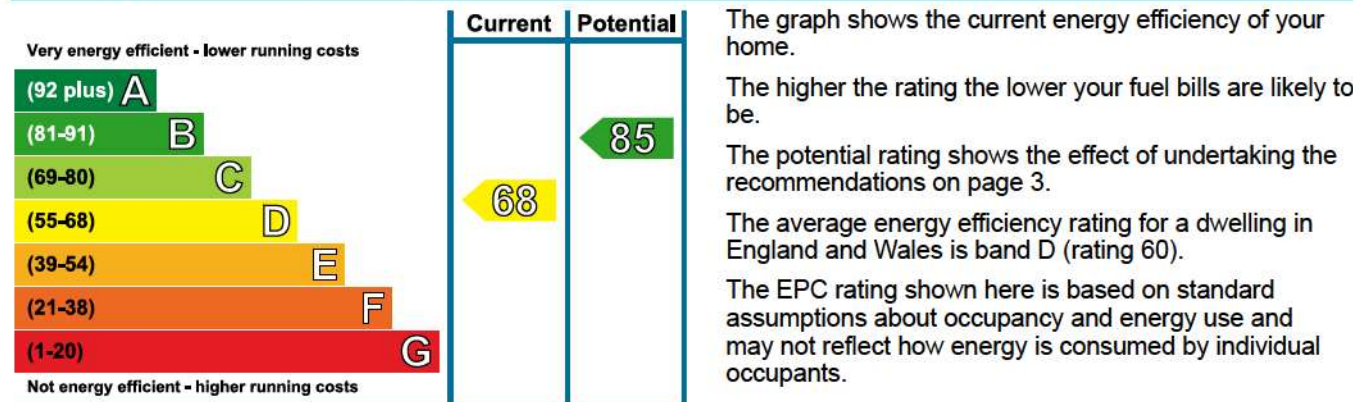 Current Potential
Very energy efficient - lower running costs
(92 plus) A
(81-91) B
(69-80) C
(55-68) D
(39-54) E
(21-38) F
(1-20) G
Not energy efficient - higher running costs
68
85
The graph shows the current energy efficiency of your
home.
The higher the rating the lower your fuel bills are likely to
be.
The potential rating shows the effect of undertaking the
recommendations on page 3.
The average energy efficiency rating for a dwelling in
England and Wales is band D (rating 60).
The EPC rating shown here is based on standard
assumptions about occupancy and energy use and
may not reflect how energy is consumed by individual
occupants.